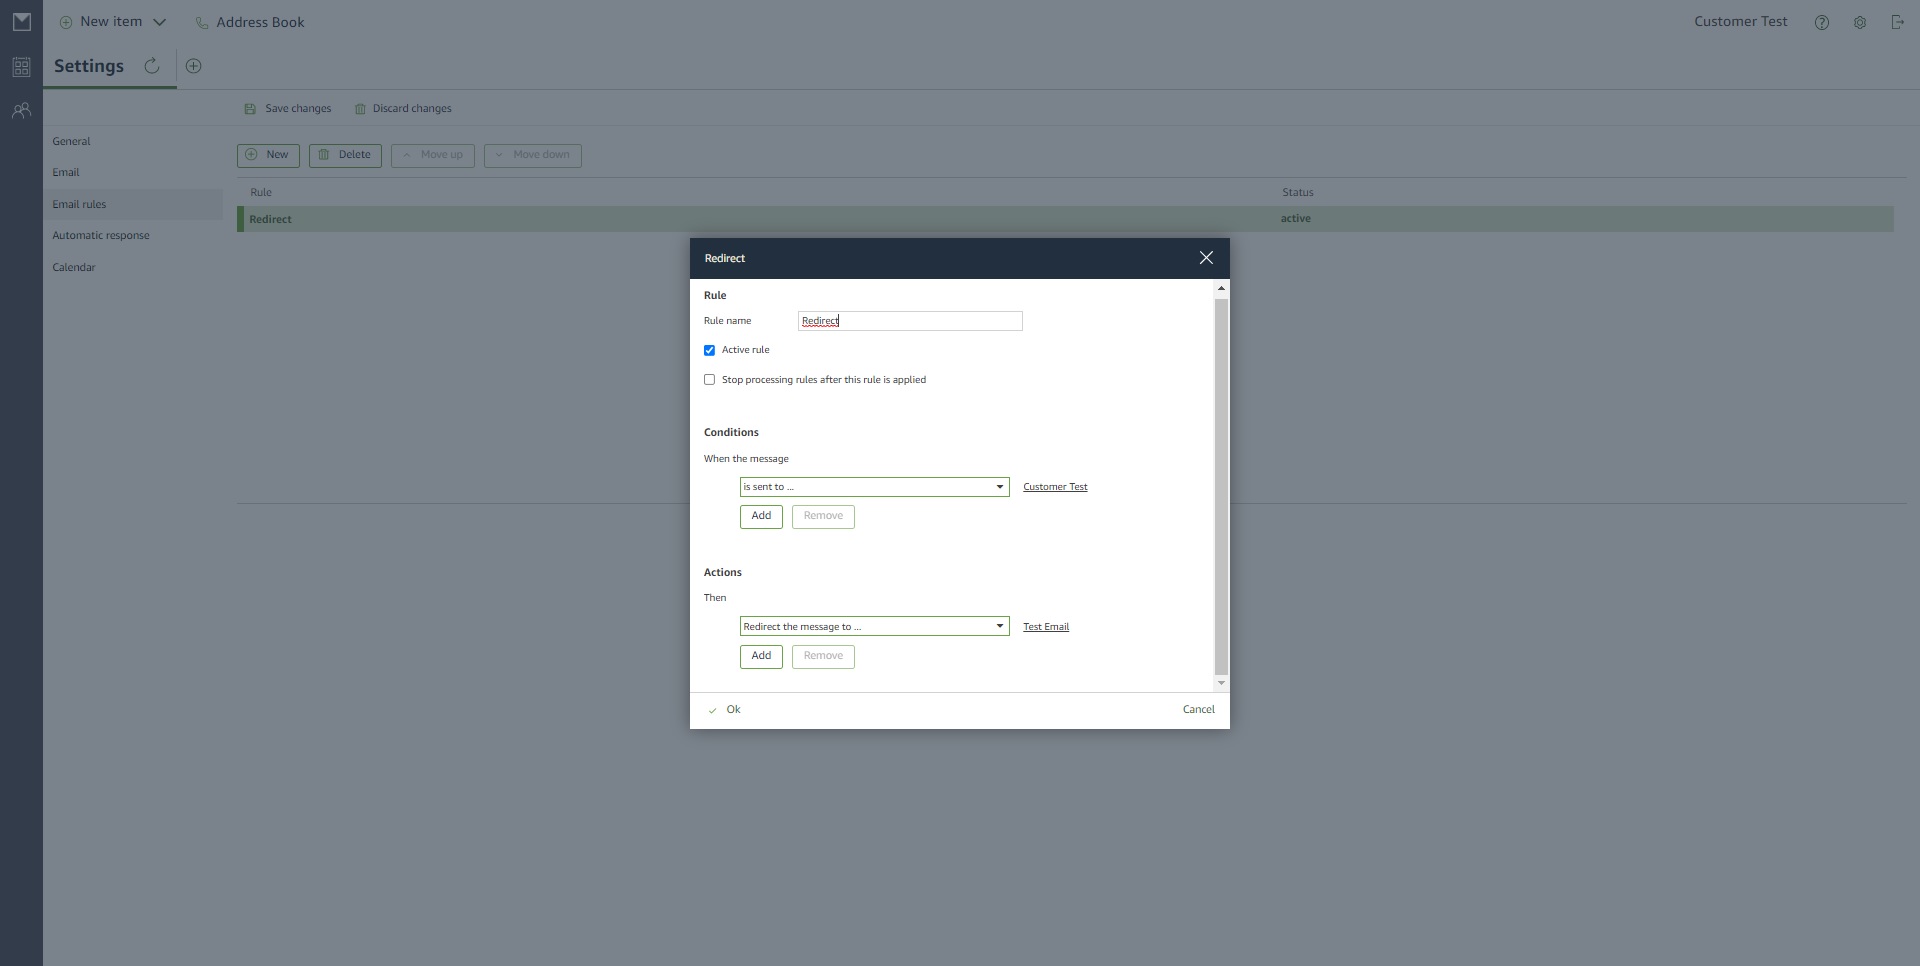 New item
Address Book
Customer Test
Settings
Save changes
Discard changes
General
Email
Email rules
Automatic response
Calendar
New
Delete
Move up
Move down
Rule
Status
Redirect
active
Redirect
Rule
Rule name
Redirect
Active rule
Stop processing rules after this rule is applied
Conditions
When the message
is sent to ...
Customer Test
Add
Remove
Actions
Then
Redirect the message to ...
Test Email
Add
Remove
Ok
Cancel